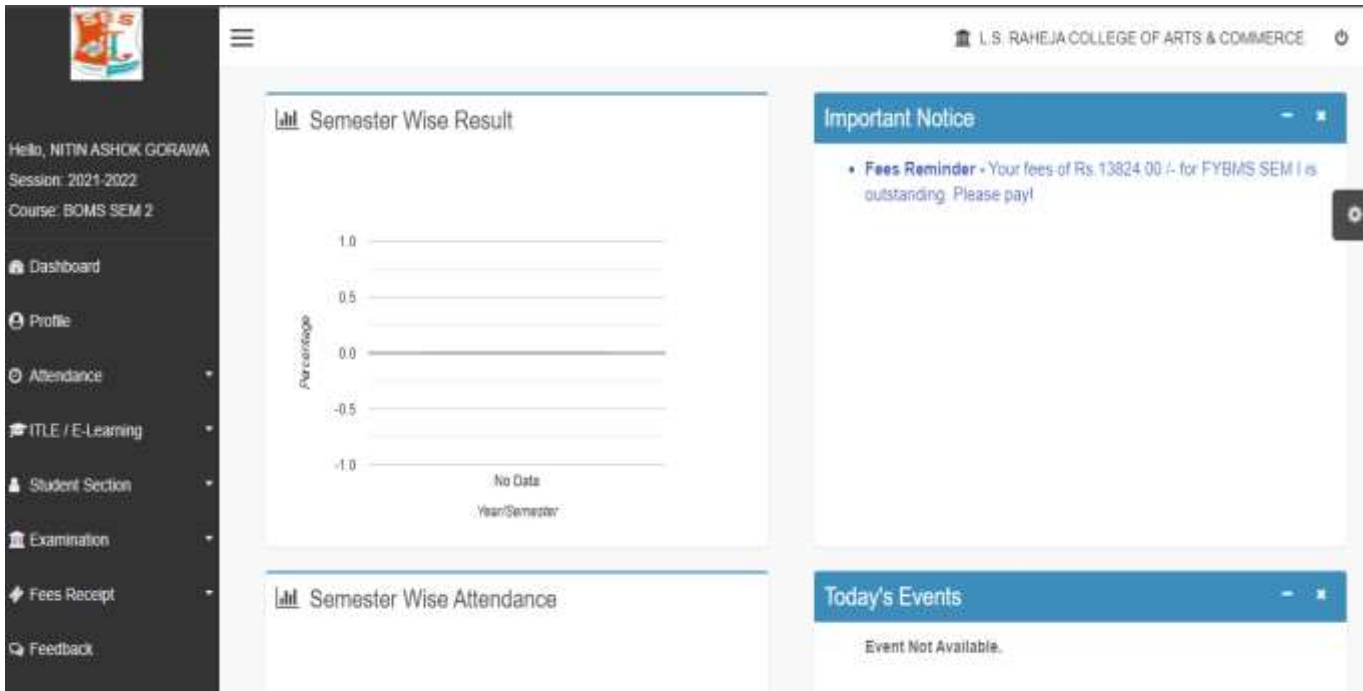 SES
L
L.S. RAHEJA COLLEGE OF ARTS & COMMERCE
Hello, NITIN ASHOK GORAWA
Session: 2021-2022
Course: BOMS SEM 2
Dashboard
Profile
Attendance
ITLE / E-Learning
Student Section
Examination
Fees Receipt
Feedback
Semester Wise Result
1.0
0.5
0.0
-0.5
-1.0
Percentage
No Data
Year/Semester
Important Notice
• Fees Reminder - Your fees of Rs.13824.00 /- for FYBMS SEM I is
outstanding. Please pay!
Semester Wise Attendance
Today's Events
Event Not Available.